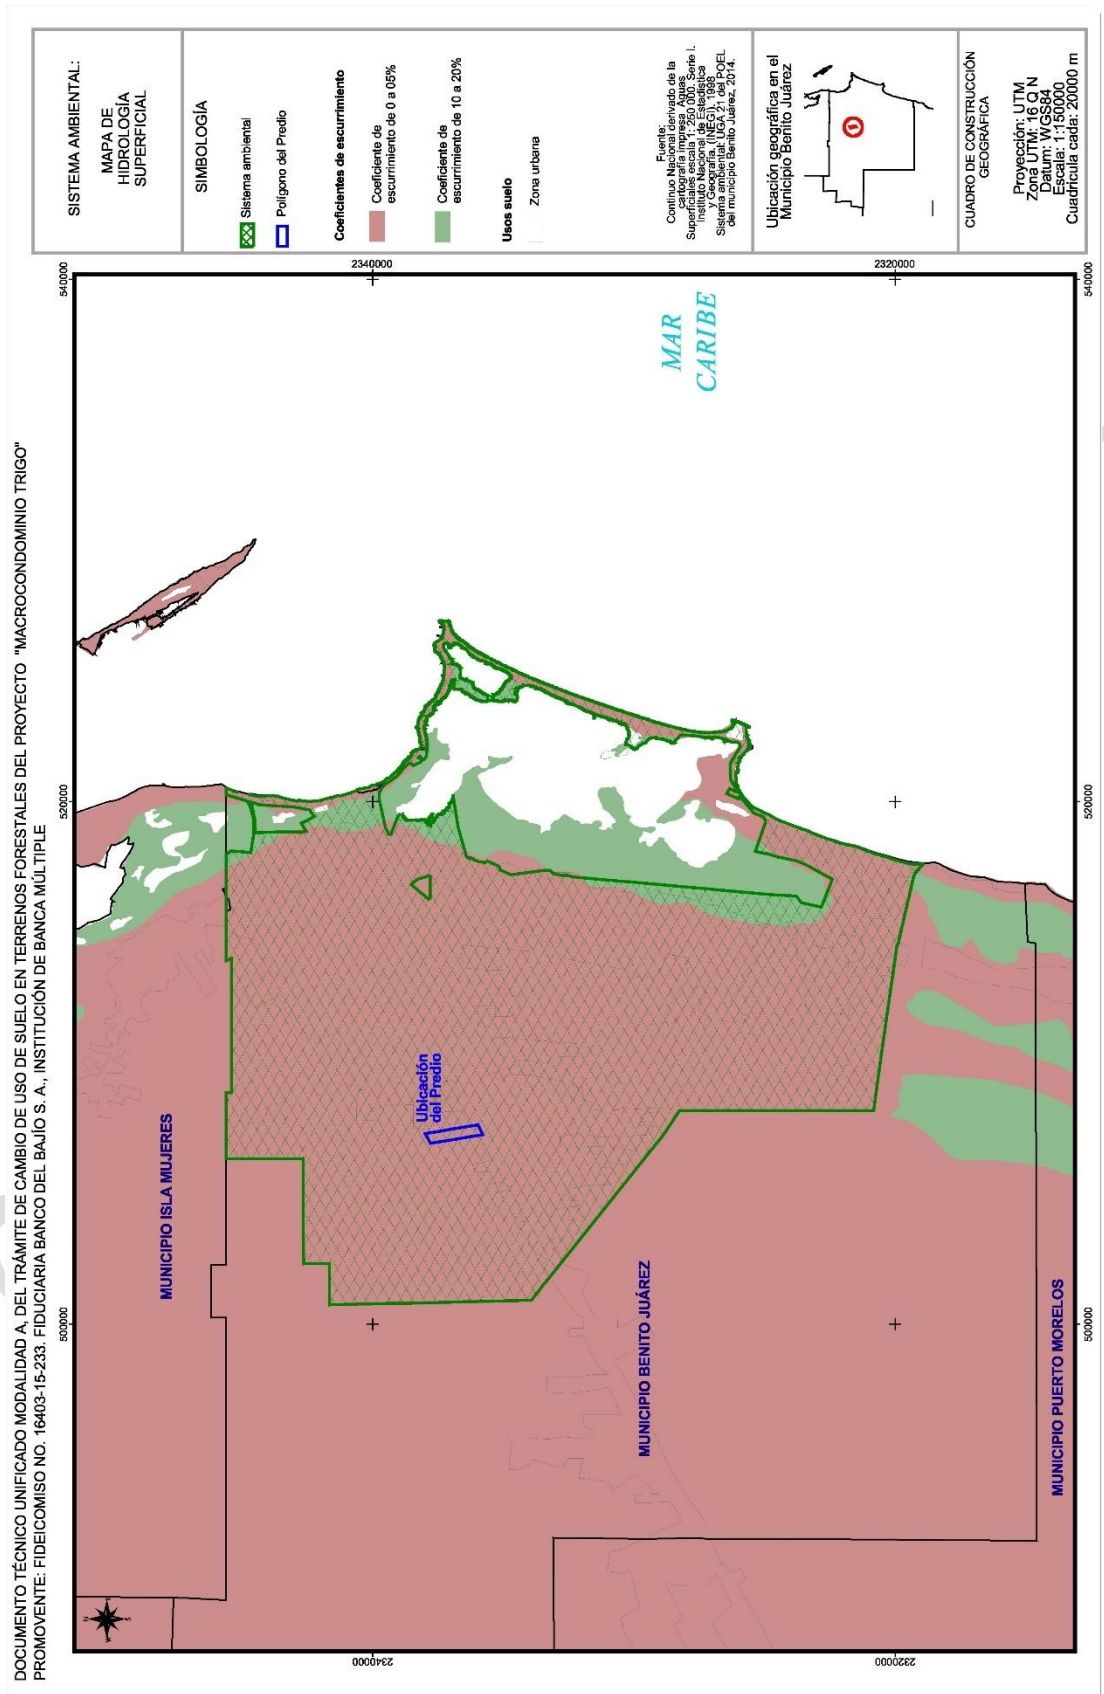 DOCUMENTO TÉCNICO UNIFICADO MODALIDAD A, DEL TRÁMITE DE CAMBIO DE USO DE SUELO EN TERRENOS FORESTALES DEL PROYECTO "MACROCONDOMINIO TRIGO"
PROMOVENTE: FIDEICOMISO NO. 16403-15-233. FIDUCIARIA BANCO DEL BAJÍO S. A., INSTITUCIÓN DE BANCA MÚLTIPLE
500000
520000
540000
2340000
2320000
MUNICIPIO ISLA MUJERES
Ubicación
del Predio
MUNICIPIO BENITO JUÁREZ
MUNICIPIO PUERTO MORELOS
MAR
CARIBE
2340000
2320000
500000
520000
540000
SISTEMA AMBIENTAL:
MAPA DE
HIDROLOGÍA
SUPERFICIAL
SIMBOLOGÍA
Sistema ambiental
Polígono del Predio
Coeficientes de escurrimiento
Coeficiente de
escurrimiento de 0 a 05%
Coeficiente de
escurrimiento de 10 a 20%
Usos suelo
Zona urbana
Fuente:
Continuo Nacional derivado de la
cartografía impresa Aguas
Superficiales escala 1: 250 000. Serie I.
Instituto Nacional de Estadística
y Geografía. (INEGI). 1998
Sistema ambiental: UGA 21 del POEL
del municipio Benito Juárez, 2014.
Ubicación geográfica en el
Municipio Benito Juárez
CUADRO DE CONSTRUCCIÓN
GEOGRÁFICA
Proyección: UTM
Zona UTM: 16 Q N
Datum: WGS84
Escala: 1:150000
Cuadrícula cada: 20000 m